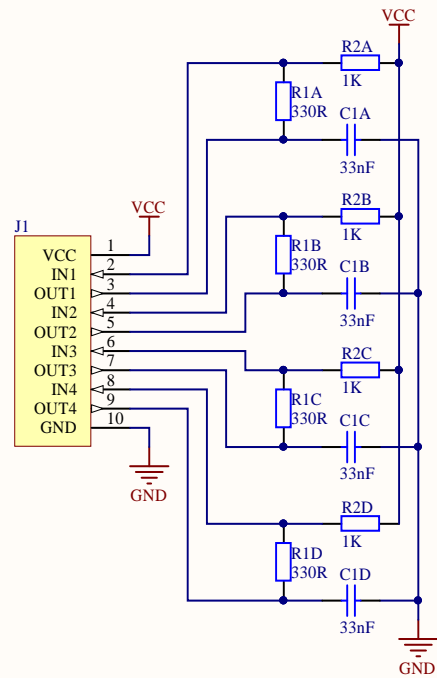 VCC
R2A
1K
R1A
330R
C1A
33nF
R2B
1K
R1B
330R
C1B
33nF
R2C
1K
R1C
330R
C1C
33nF
R2D
1K
R1D
330R
C1D
33nF
GND
J1
VCC
VCC 1
IN1 2
OUT1 3
IN2 4
OUT2 5
IN3 6
OUT3 7
IN4 8
OUT4 9
GND 10
GND